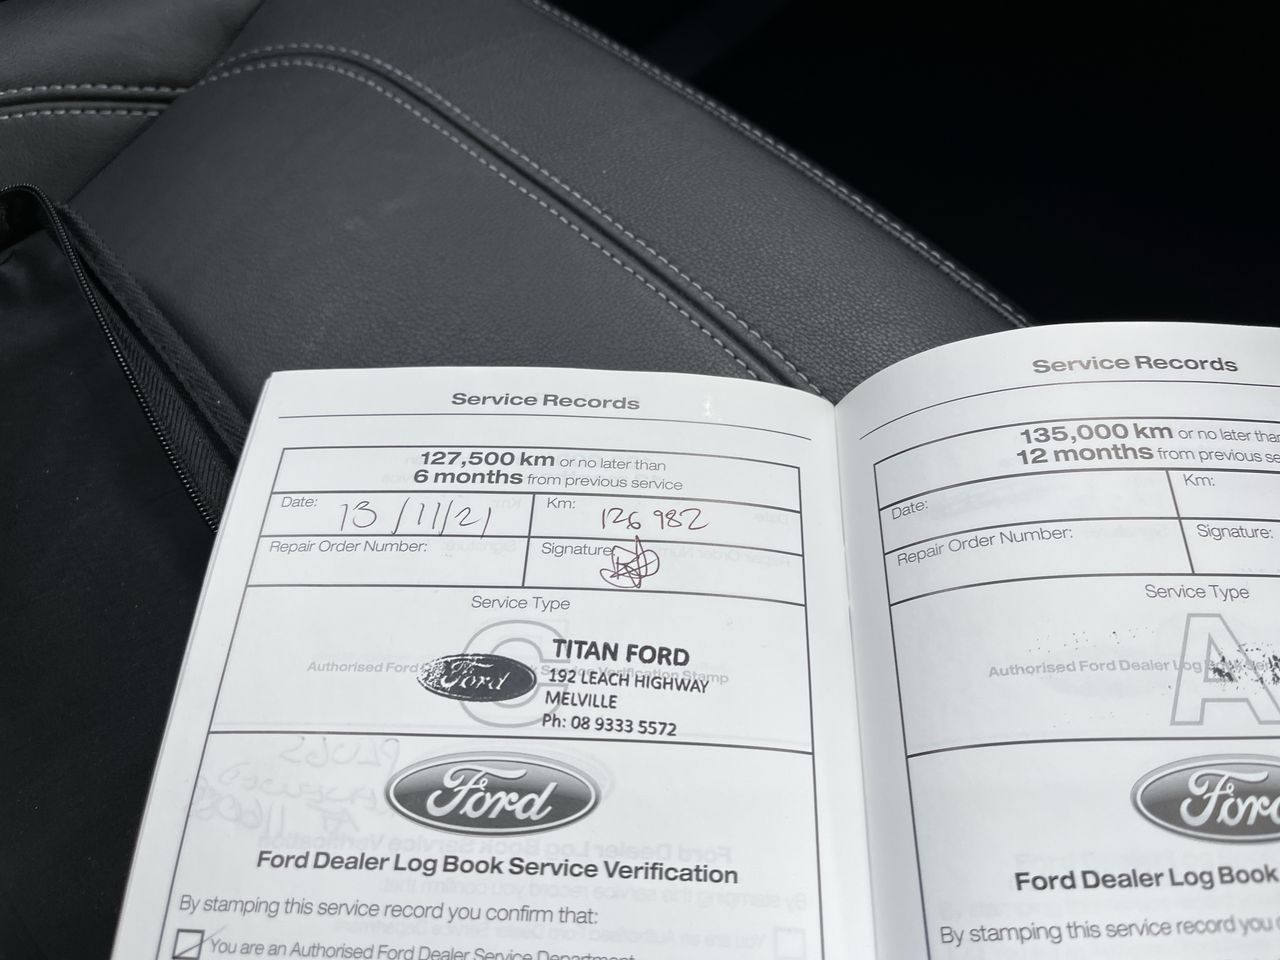 Service Records
127,500 km or no later than
6 months from previous service
Date: 13/11/21 Km: 126 982
Repair Order Number: Signature:
Service Type
C
Authorised Ford Service Verification Stamp
Ford
TITAN FORD
192 LEACH HIGHWAY
MELVILLE
Ph: 08 9333 5572
Ford
Ford Dealer Log Book Service Verification
By stamping this service record you confirm that:
You are an Authorised Ford Dealer Service Department
Service Records
135,000 km or no later than
12 months from previous se
Date: Km:
Repair Order Number: Signature:
Service Type
A
Authorised Ford Dealer Log
Ford
Ford Dealer Log Book
By stamping this service record you